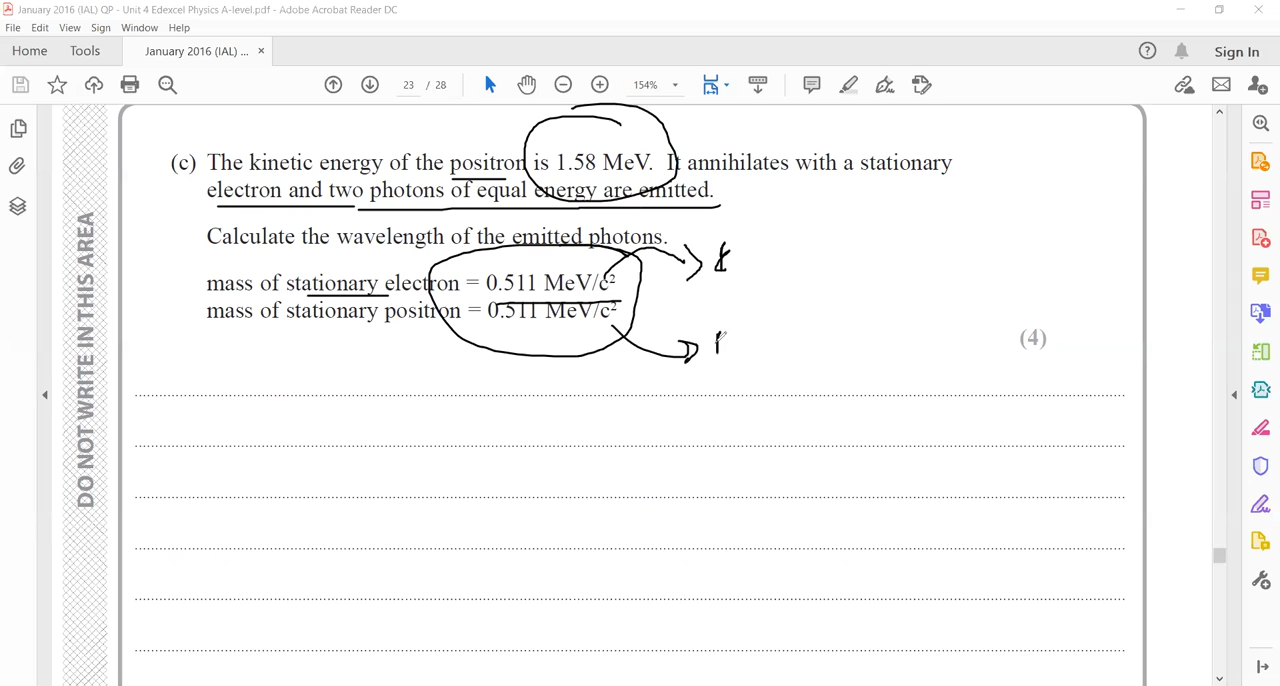 January 2016 (IAL) QP - Unit 4 Edexcel Physics A-level.pdf - Adobe Acrobat Reader DC
File Edit View Sign Window Help
Home Tools January 2016 (IAL) ... × Sign In
23 / 28 154%
(c) The kinetic energy of the positron is 1.58 MeV. It annihilates with a stationary
electron and two photons of equal energy are emitted.
Calculate the wavelength of the emitted photons.
mass of stationary electron = 0.511 MeV/c²
mass of stationary positron = 0.511 MeV/c²
(4)
DO NOT WRITE IN THIS AREA